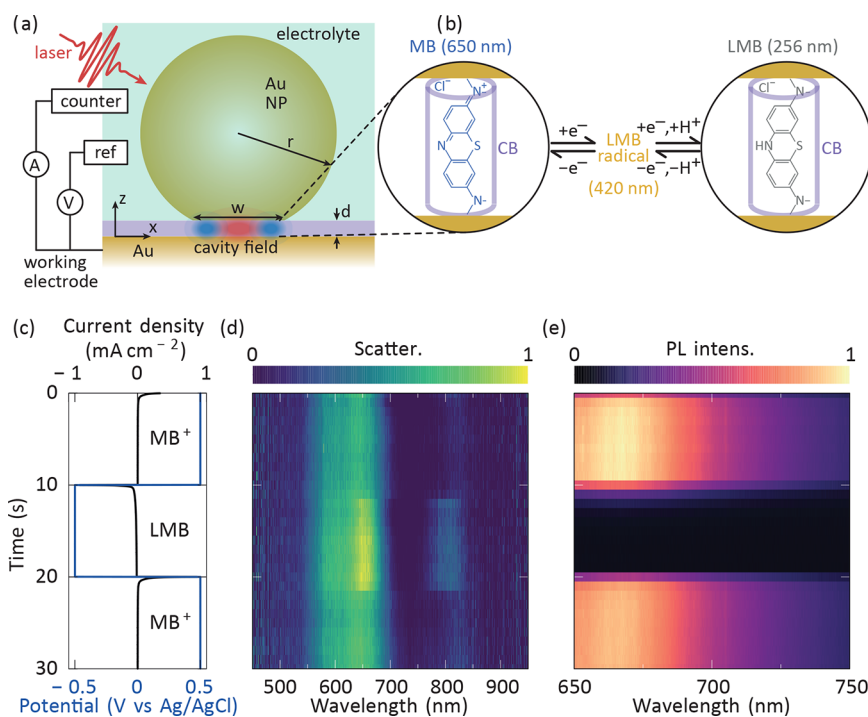 (a)
laser
electrolyte
counter
Au
NP
r
A
ref
V
z
x
w
d
Au
cavity field
working
electrode
(b)
MB (650 nm)
LMB (256 nm)
Cl⁻
N⁺
N
S
N-
CB
+e⁻
−e⁻
LMB
radical
(420 nm)
+e⁻,+H⁺
−e⁻,−H⁺
Cl⁻
N-
HN
S
N-
CB
(c)
Current density
(mA cm⁻²)
−1 0 1
Time (s)
0
10
20
30
MB⁺
LMB
MB⁺
−0.5 0 0.5
Potential (V vs Ag/AgCl)
(d)
Scatter.
0 1
500 600 700 800 900
Wavelength (nm)
(e)
PL intens.
0 1
650 700 750
Wavelength (nm)